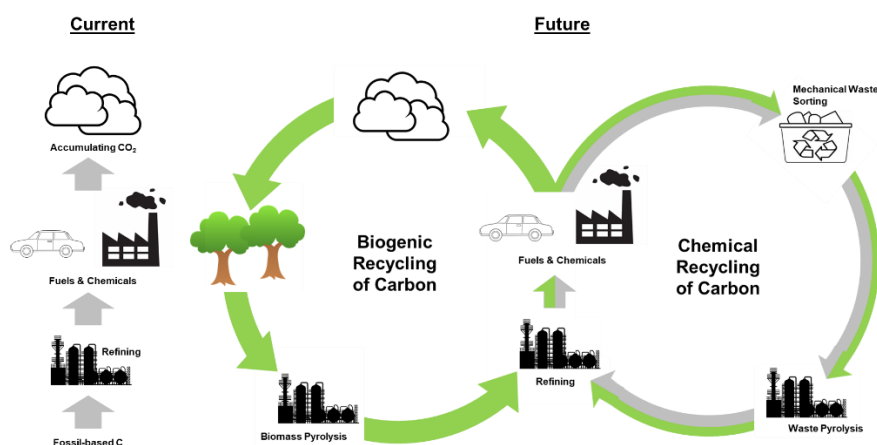 Current
Future
Accumulating CO₂
Fuels & Chemicals
Refining
Fossil-based C
Biogenic
Recycling
of Carbon
Biomass Pyrolysis
Fuels & Chemicals
Refining
Chemical
Recycling
of Carbon
Mechanical Waste
Sorting
Waste Pyrolysis